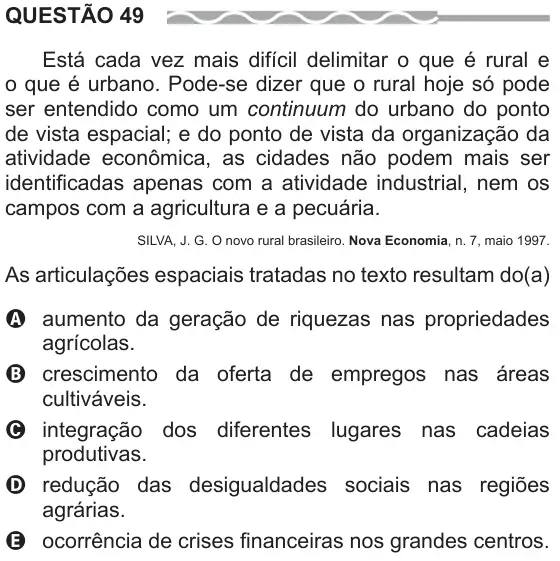 QUESTÃO 49
Está cada vez mais difícil delimitar o que é rural e
o que é urbano. Pode-se dizer que o rural hoje só pode
ser entendido como um continuum do urbano do ponto
de vista espacial; e do ponto de vista da organização da
atividade econômica, as cidades não podem mais ser
identificadas apenas com a atividade industrial, nem os
campos com a agricultura e a pecuária.
SILVA, J. G. O novo rural brasileiro. Nova Economia, n. 7, maio 1997.
As articulações espaciais tratadas no texto resultam do(a)
A aumento da geração de riquezas nas propriedades
agrícolas.
B crescimento da oferta de empregos nas áreas
cultiváveis.
C integração dos diferentes lugares nas cadeias
produtivas.
D redução das desigualdades sociais nas regiões
agrárias.
E ocorrência de crises financeiras nos grandes centros.